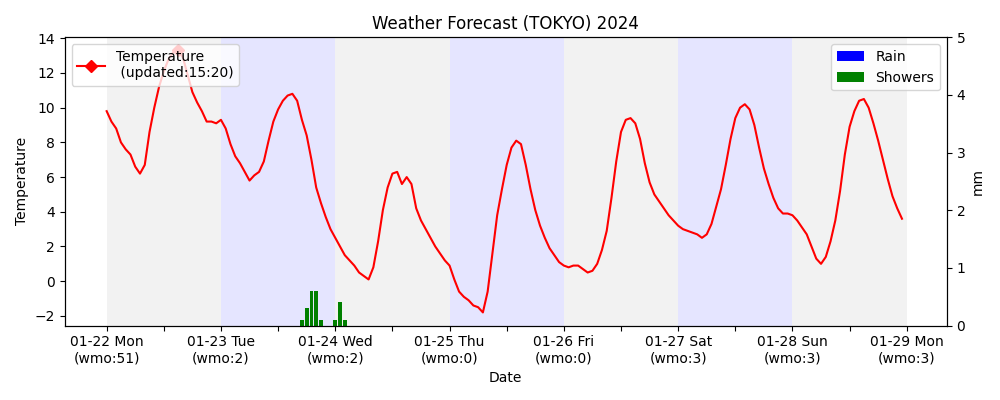 Weather Forecast (TOKYO) 2024
Temperature
(updated:15:20)
Rain
Showers
14
12
10
8
6
4
2
0
−2
Temperature
5
4
3
2
1
0
mm
01-22 Mon
(wmo:51)
01-23 Tue
(wmo:2)
01-24 Wed
(wmo:2)
01-25 Thu
(wmo:0)
01-26 Fri
(wmo:0)
01-27 Sat
(wmo:3)
01-28 Sun
(wmo:3)
01-29 Mon
(wmo:3)
Date